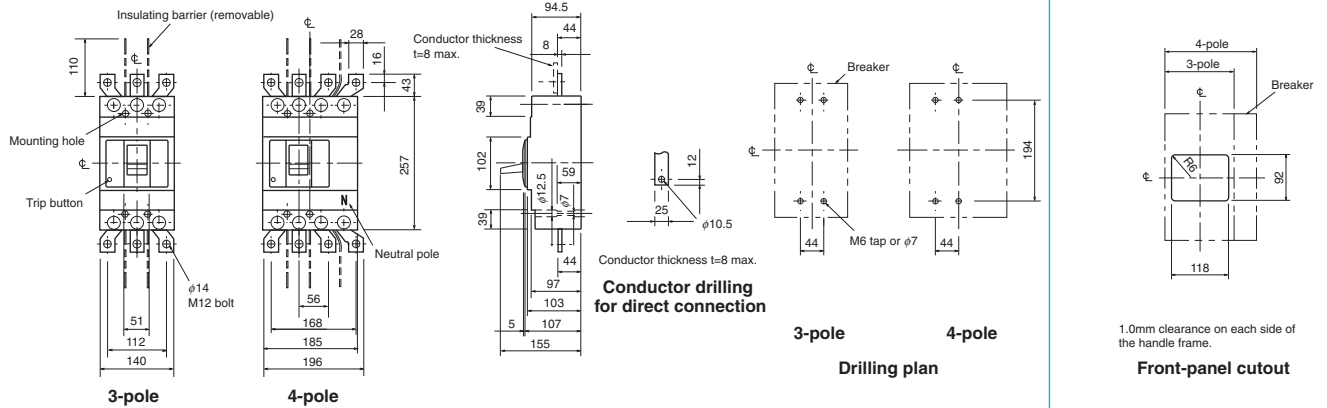 Insulating barrier (removable)
110
℄
Mounting hole
℄
Trip button
φ14
M12 bolt
51
112
140
3-pole
℄
28
16
43
257
N
Neutral pole
56
168
185
196
4-pole
94.5
44
8
Conductor thickness
t=8 max.
39
102
59
φ12.5
φ7
39
44
97
103
5
107
155
12
25
φ10.5
Conductor thickness t=8 max.
Conductor drilling
for direct connection
℄
Breaker
℄
℄
194
M6 tap or φ7
44
44
3-pole
4-pole
Drilling plan
4-pole
3-pole
℄
Breaker
℄
R6
92
118
1.0mm clearance on each side of
the handle frame.
Front-panel cutout